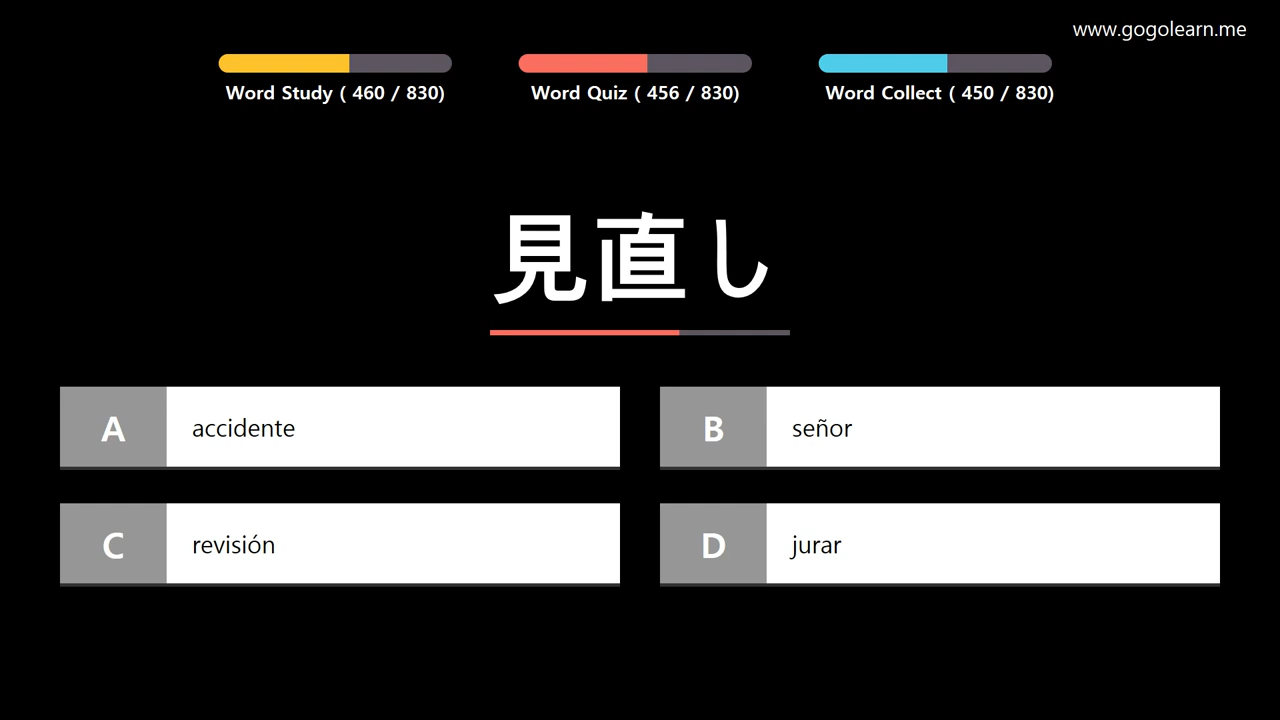 www.gogolearn.me
Word Study ( 460 / 830)
Word Quiz ( 456 / 830)
Word Collect ( 450 / 830)
見直し
A accidente
B señor
C revisión
D jurar